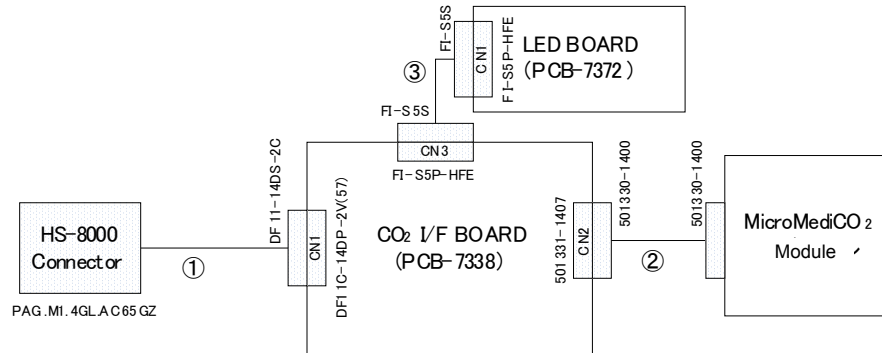 FI-S5S
CN1
FI-S5P-HFE
LED BOARD
(PCB-7372)
③
FI-S5S
CN3
FI-S5P-HFE
HS-8000
Connector
PAG.M1.4GL.AC65GZ
①
DF11-14DS-2C
CN1
DF11C-14DP-2V(57)
CO₂ I/F BOARD
(PCB-7338)
501331-1407
CN2
501330-1400
②
501330-1400
MicroMediCO₂
Module